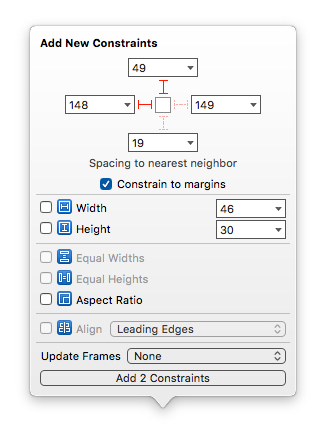 Add New Constraints
49
148
149
19
Spacing to nearest neighbor
Constrain to margins
Width 46
Height 30
Equal Widths
Equal Heights
Aspect Ratio
Align Leading Edges
Update Frames None
Add 2 Constraints